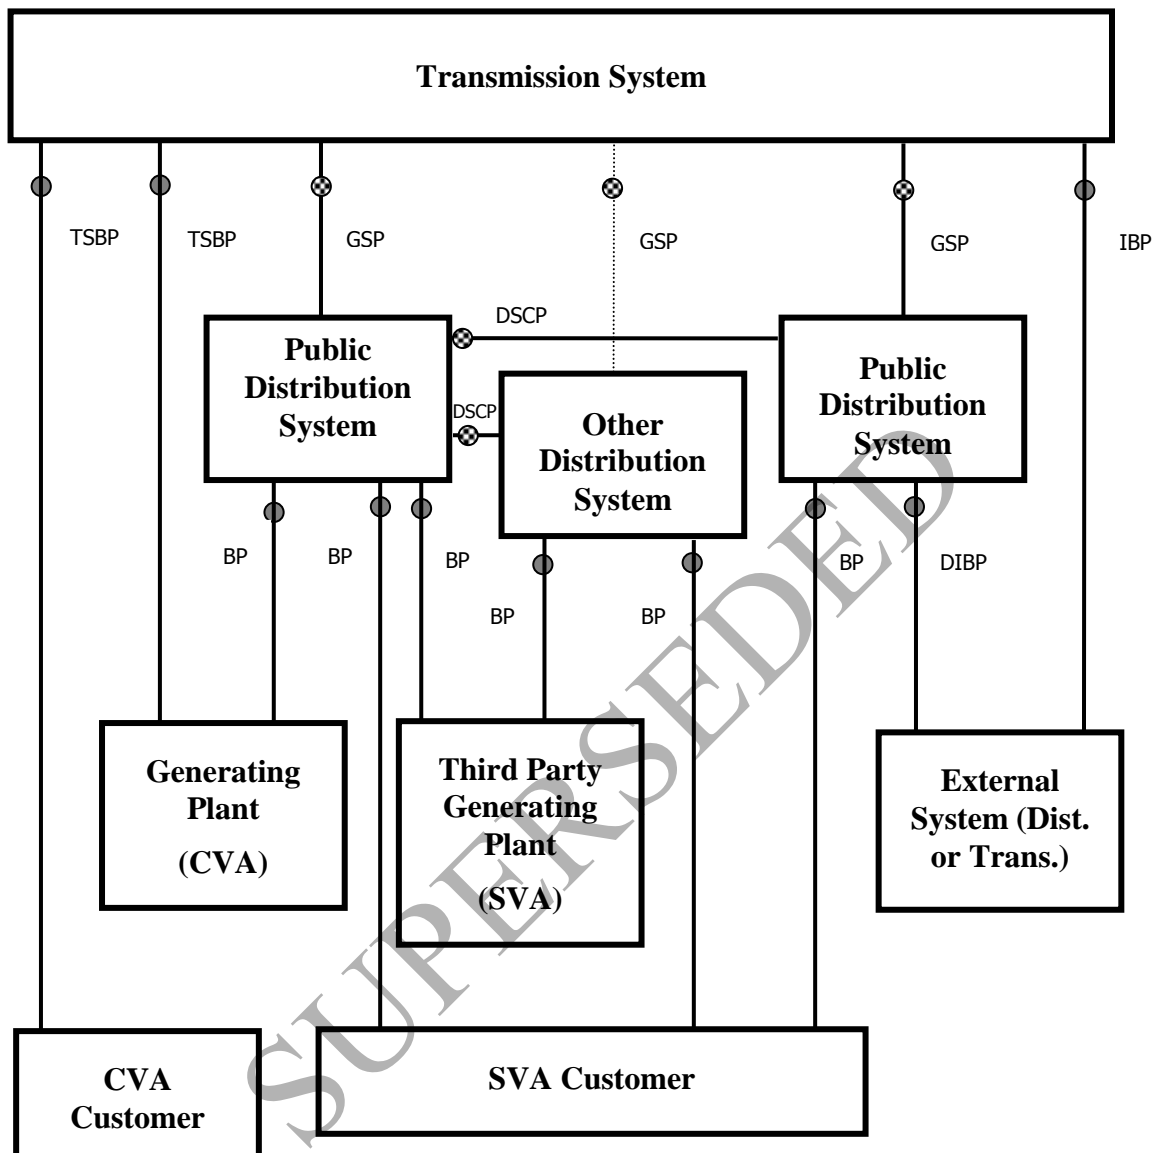 Transmission System
TSBP
TSBP
GSP
GSP
GSP
IBP
DSCP
Public
Distribution
System
Public
Distribution
System
DSCP
Other
Distribution
System
BP
BP
BP
BP
BP
BP
DIBP
Generating
Plant
(CVA)
Third Party
Generating
Plant
(SVA)
External
System (Dist.
or Trans.)
CVA
Customer
SVA Customer
SUPERSEDED